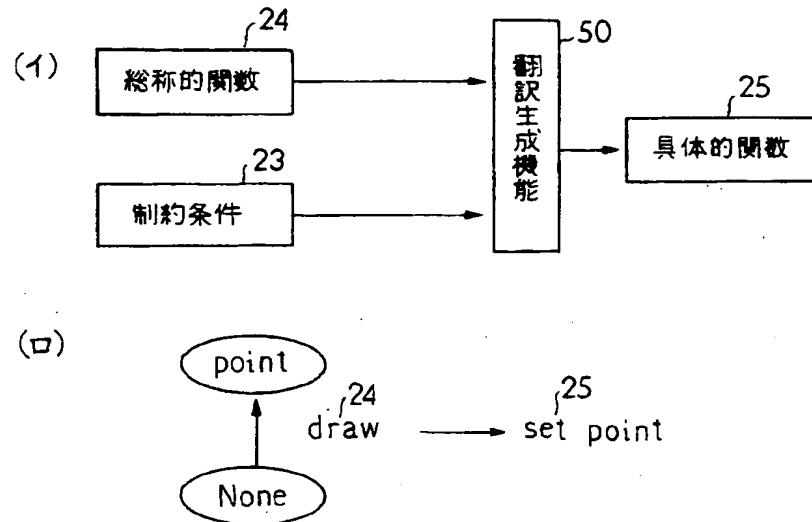 (イ)
24
総称的関数
23
制約条件
50
翻訳生成機能
25
具体的関数
(ロ)
point
None
24
draw
25
set point